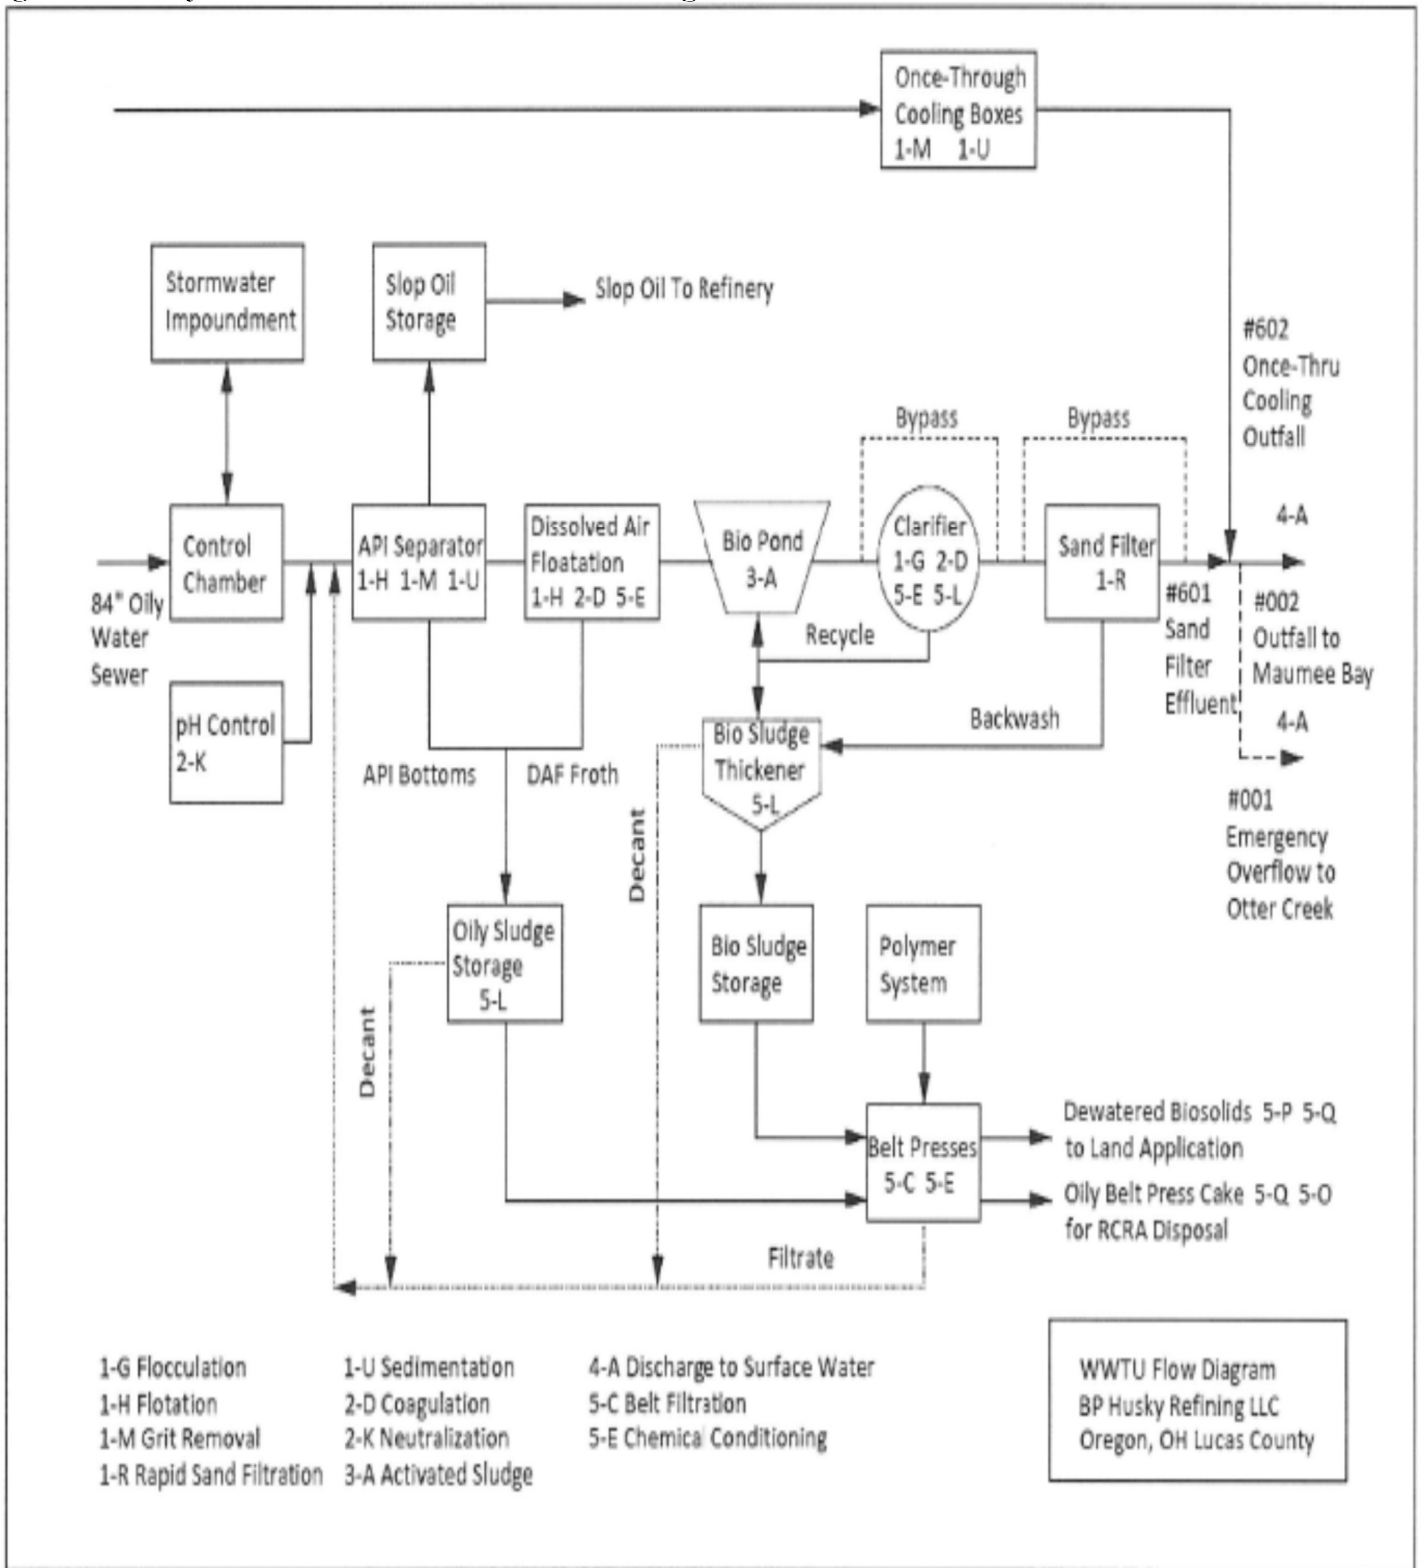 Once-Through
Cooling Boxes
1-M 1-U
Stormwater
Impoundment
Slop Oil
Storage
Slop Oil To Refinery
#602
Once-Thru
Cooling
Outfall
Bypass
Bypass
4-A
Control
Chamber
API Separator
1-H 1-M 1-U
Dissolved Air
Floatation
1-H 2-D 5-E
Bio Pond
3-A
Clarifier
1-G 2-D
5-E 5-L
Sand Filter
1-R
84" Oily
Water
Sewer
#601
Sand
Filter
Effluent
#002
Outfall to
Maumee Bay
4-A
Recycle
pH Control
2-K
Backwash
API Bottoms
DAF Froth
Bio Sludge
Thickener
5-L
#001
Emergency
Overflow to
Otter Creek
Decant
Oily Sludge
Storage
5-L
Bio Sludge
Storage
Polymer
System
Decant
Belt Presses
5-C 5-E
Dewatered Biosolids 5-P 5-Q
to Land Application
Oily Belt Press Cake 5-Q 5-O
for RCRA Disposal
Filtrate
1-G Flocculation
1-H Flotation
1-M Grit Removal
1-R Rapid Sand Filtration
1-U Sedimentation
2-D Coagulation
2-K Neutralization
3-A Activated Sludge
4-A Discharge to Surface Water
5-C Belt Filtration
5-E Chemical Conditioning
WWTU Flow Diagram
BP Husky Refining LLC
Oregon, OH Lucas County